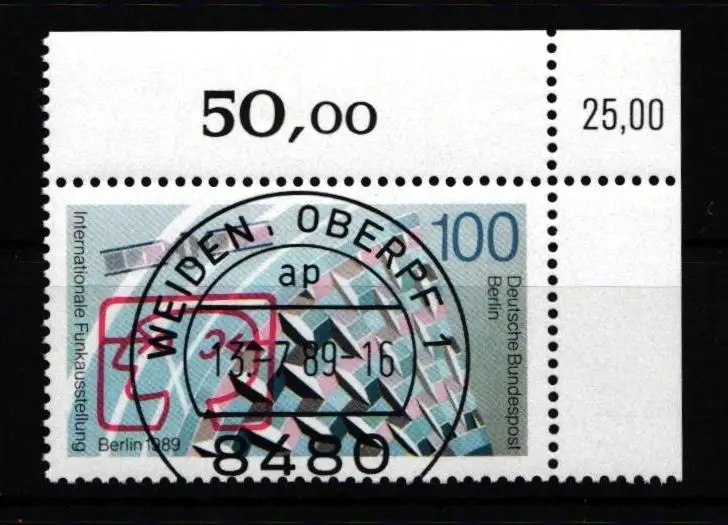 50,00
25,00
100
Internationale Funkausstellung
Berlin 1989
Deutsche Bundespost
Berlin
WEIDEN, OBERPF 1
ap
13.-7.89-16
8480